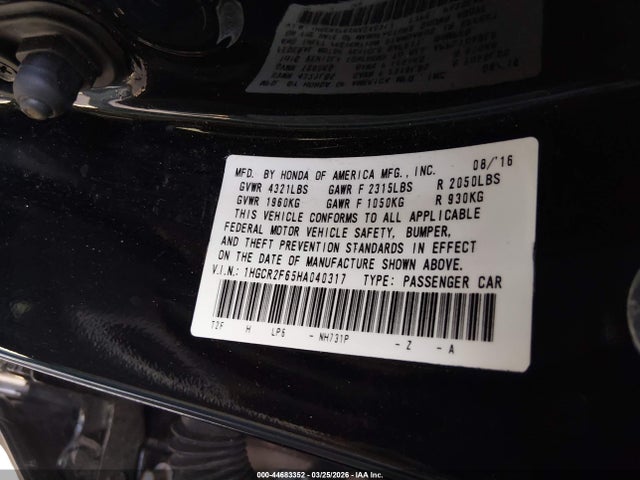 MFD. BY HONDA OF AMERICA MFG., INC. 08/'16
GVWR 4321LBS GAWR F 2315LBS R 2050LBS
GVWR 1960KG GAWR F 1050KG R 930KG
THIS VEHICLE CONFORMS TO ALL APPLICABLE
FEDERAL MOTOR VEHICLE SAFETY, BUMPER,
AND THEFT PREVENTION STANDARDS IN EFFECT
ON THE DATE OF MANUFACTURE SHOWN ABOVE.
V.I.N.: 1HGCR2F65HA040317 TYPE: PASSENGER CAR
T2F H LP6 - NH731P - Z - A
000-44683352 - 03/25/2026 - IAA Inc.